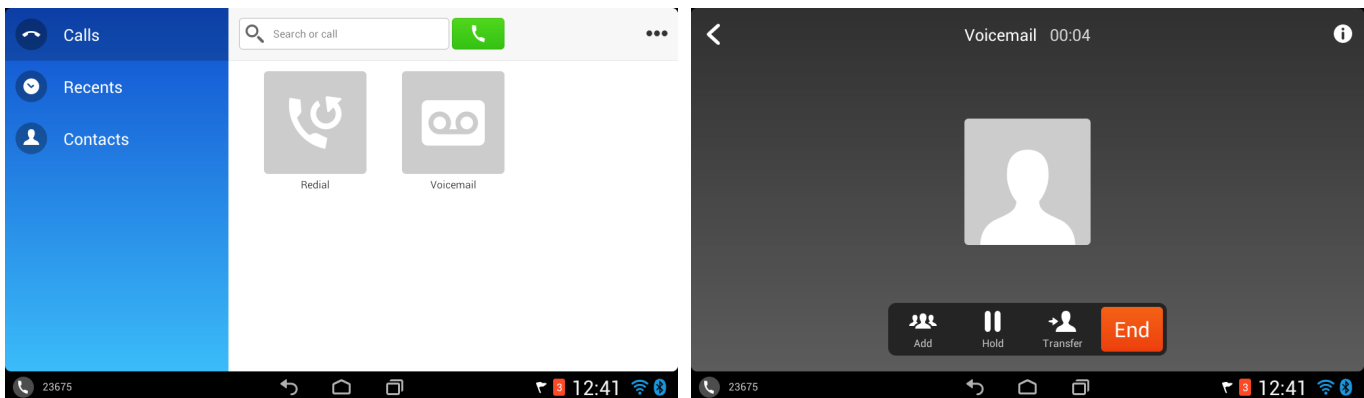 Calls
Recents
Contacts
Search or call
Redial
Voicemail
23675
3 12:41
Voicemail 00:04
Add
Hold
Transfer
End
23675
3 12:41